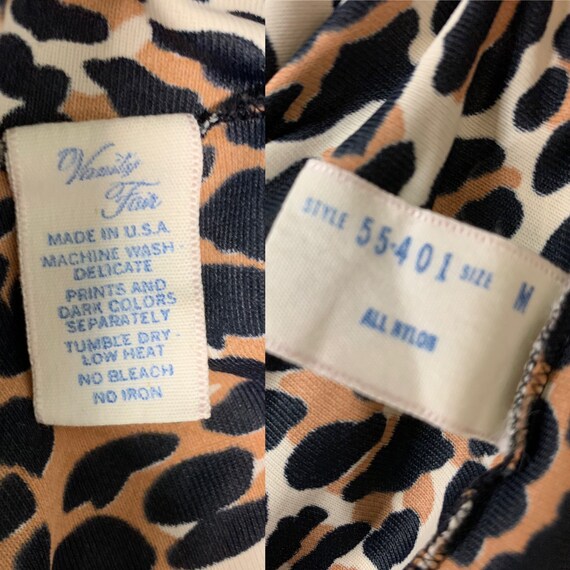 Vanity
Fair
MADE IN U.S.A.
MACHINE WASH
DELICATE
PRINTS AND
DARK COLORS
SEPARATELY
TUMBLE DRY-
LOW HEAT
NO BLEACH
NO IRON
STYLE 55-401 SIZE M
ALL NYLON